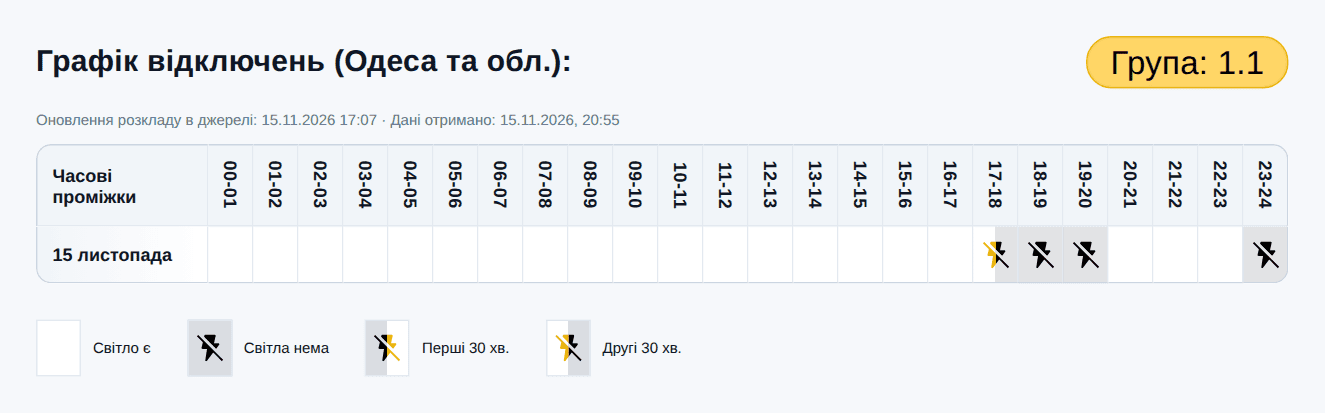 Графік відключень (Одеса та обл.):
Група: 1.1
Оновлення розкладу в джерелі: 15.11.2026 17:07 · Дані отримано: 15.11.2026, 20:55
Часові
проміжки
00-01
01-02
02-03
03-04
04-05
05-06
06-07
07-08
08-09
09-10
10-11
11-12
12-13
13-14
14-15
15-16
16-17
17-18
18-19
19-20
20-21
21-22
22-23
23-24
15 листопада
Світло є
Світла нема
Перші 30 хв.
Другі 30 хв.